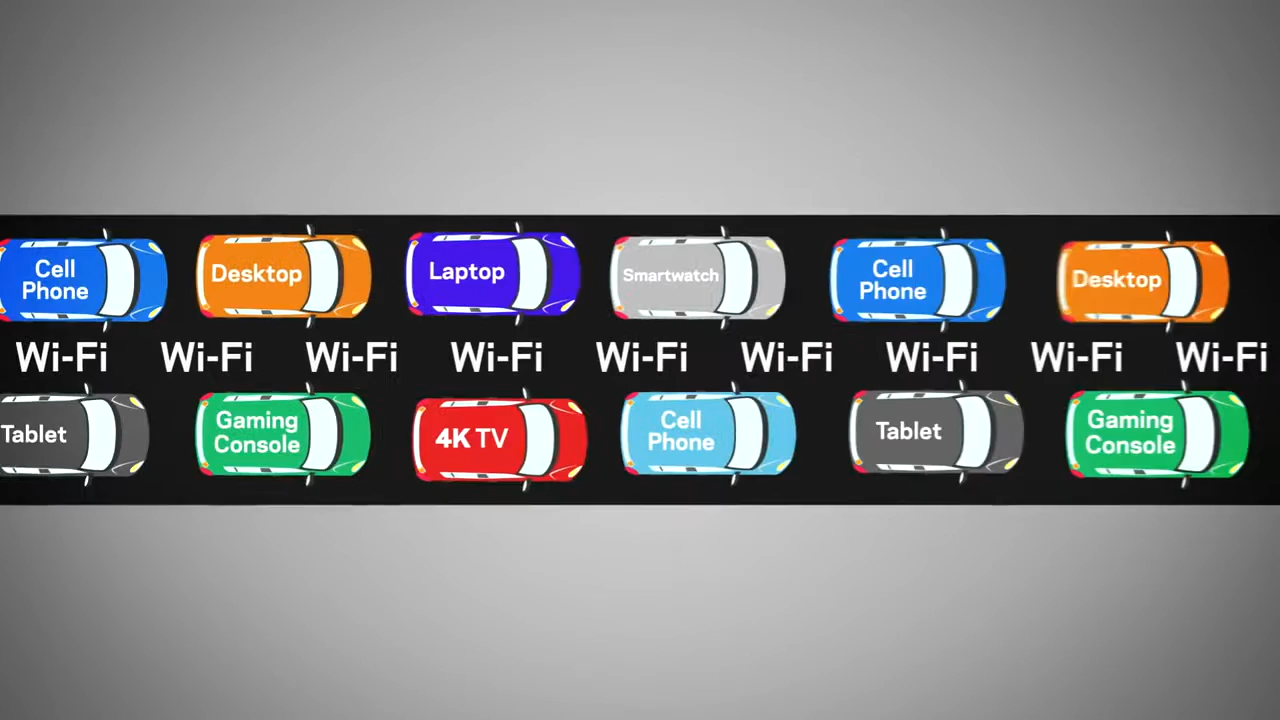 Cell
Phone
Desktop
Laptop
Smartwatch
Cell
Phone
Desktop
Wi-Fi Wi-Fi Wi-Fi Wi-Fi Wi-Fi Wi-Fi Wi-Fi Wi-Fi Wi-Fi
Tablet
Gaming
Console
4K TV
Cell
Phone
Tablet
Gaming
Console